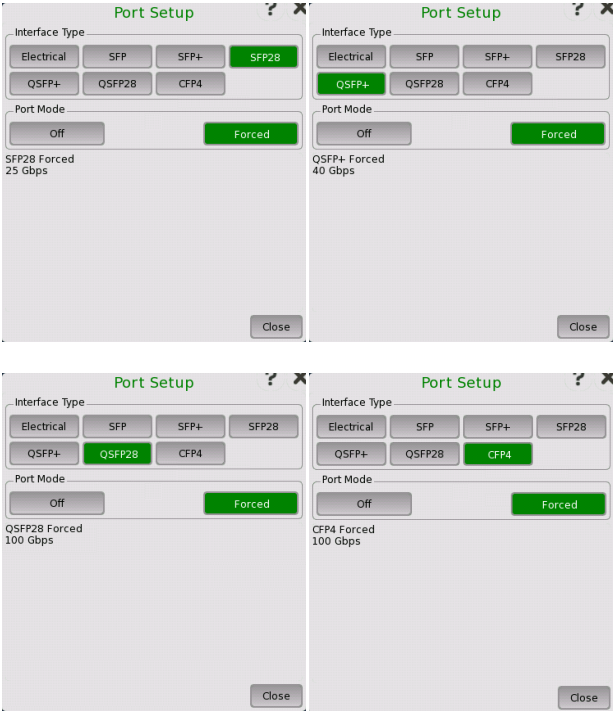 Port Setup ?
Interface Type
Electrical SFP SFP+ SFP28
QSFP+ QSFP28 CFP4
Port Mode
Off Forced
SFP28 Forced
25 Gbps
Close
Port Setup ?
Interface Type
Electrical SFP SFP+ SFP28
QSFP+ QSFP28 CFP4
Port Mode
Off Forced
QSFP+ Forced
40 Gbps
Close
Port Setup ?
Interface Type
Electrical SFP SFP+ SFP28
QSFP+ QSFP28 CFP4
Port Mode
Off Forced
QSFP28 Forced
100 Gbps
Close
Port Setup ?
Interface Type
Electrical SFP SFP+ SFP28
QSFP+ QSFP28 CFP4
Port Mode
Off Forced
CFP4 Forced
100 Gbps
Close